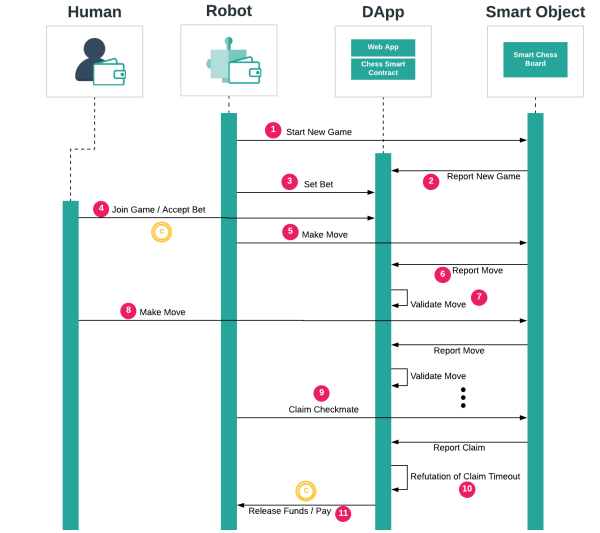 Human
Robot
DApp
Smart Object
Web App
Chess Smart
Contract
Smart Chess
Board
1
Start New Game
2
Report New Game
3
Set Bet
4
Join Game / Accept Bet
C
5
Make Move
6
Report Move
7
Validate Move
8
Make Move
Report Move
Validate Move
9
Claim Checkmate
Report Claim
Refutation of Claim Timeout
10
C
Release Funds / Pay
11